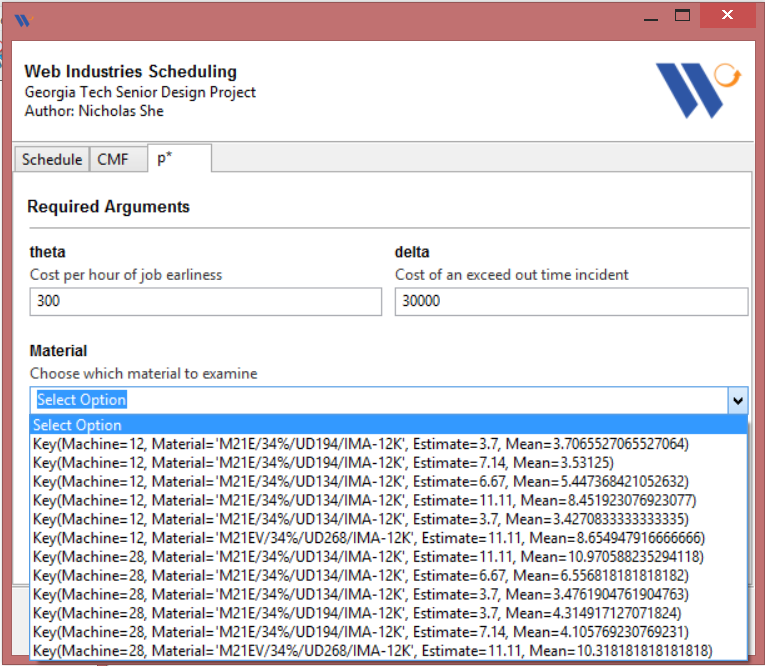 Web Industries Scheduling
Georgia Tech Senior Design Project
Author: Nicholas She
Schedule CMF p*
Required Arguments
theta delta
Cost per hour of job earliness Cost of an exceed out time incident
300 30000
Material
Choose which material to examine
Select Option
Select Option
Key(Machine=12, Material='M21E/34%/UD194/IMA-12K', Estimate=3.7, Mean=3.7065527065527064)
Key(Machine=12, Material='M21E/34%/UD194/IMA-12K', Estimate=7.14, Mean=3.53125)
Key(Machine=12, Material='M21E/34%/UD134/IMA-12K', Estimate=6.67, Mean=5.447368421052632)
Key(Machine=12, Material='M21E/34%/UD134/IMA-12K', Estimate=11.11, Mean=8.451923076923077)
Key(Machine=12, Material='M21E/34%/UD134/IMA-12K', Estimate=3.7, Mean=3.4270833333333335)
Key(Machine=12, Material='M21EV/34%/UD268/IMA-12K', Estimate=11.11, Mean=8.654947916666666)
Key(Machine=28, Material='M21E/34%/UD134/IMA-12K', Estimate=11.11, Mean=10.970588235294118)
Key(Machine=28, Material='M21E/34%/UD134/IMA-12K', Estimate=6.67, Mean=6.556818181818182)
Key(Machine=28, Material='M21E/34%/UD134/IMA-12K', Estimate=3.7, Mean=3.4761904761904763)
Key(Machine=28, Material='M21E/34%/UD194/IMA-12K', Estimate=3.7, Mean=4.314917127071824)
Key(Machine=28, Material='M21E/34%/UD194/IMA-12K', Estimate=7.14, Mean=4.105769230769231)
Key(Machine=28, Material='M21EV/34%/UD268/IMA-12K', Estimate=11.11, Mean=10.318181818181818)